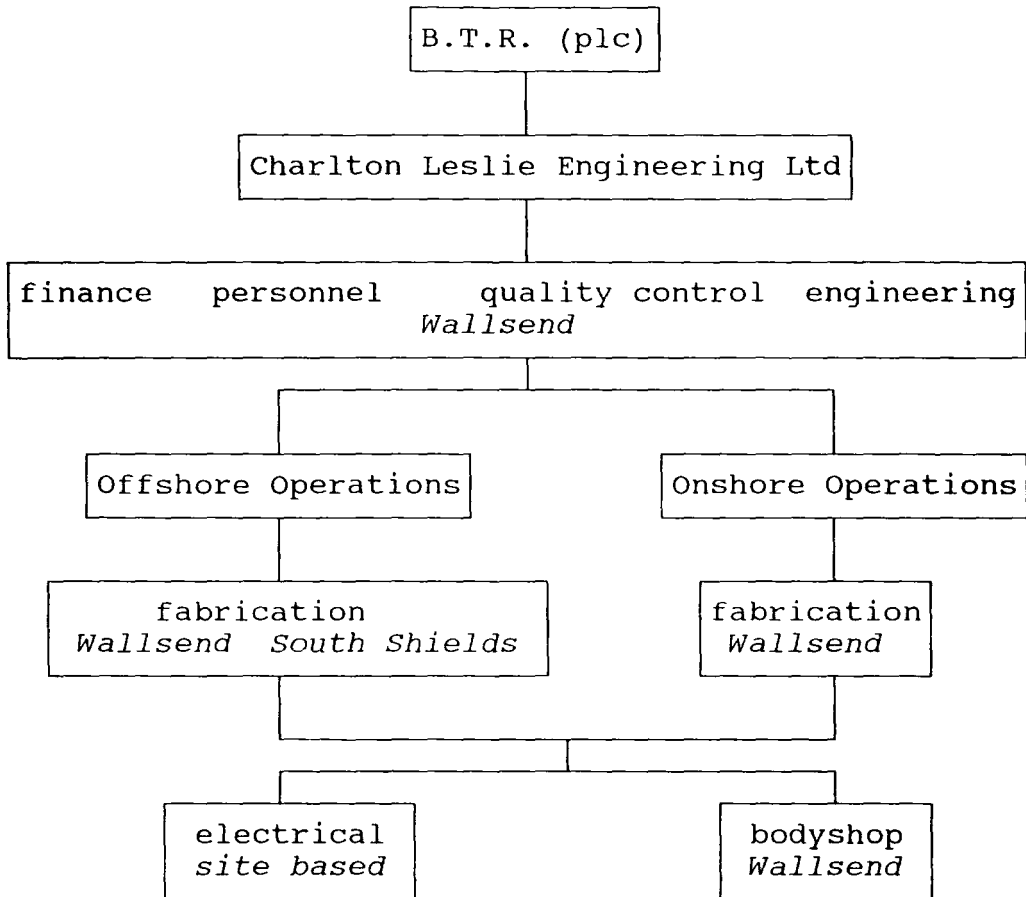 B.T.R. (plc)
Charlton Leslie Engineering Ltd
finance personnel quality control engineering
Wallsend
Offshore Operations
Onshore Operations
fabrication
Wallsend South Shields
fabrication
Wallsend
electrical
site based
bodyshop
Wallsend